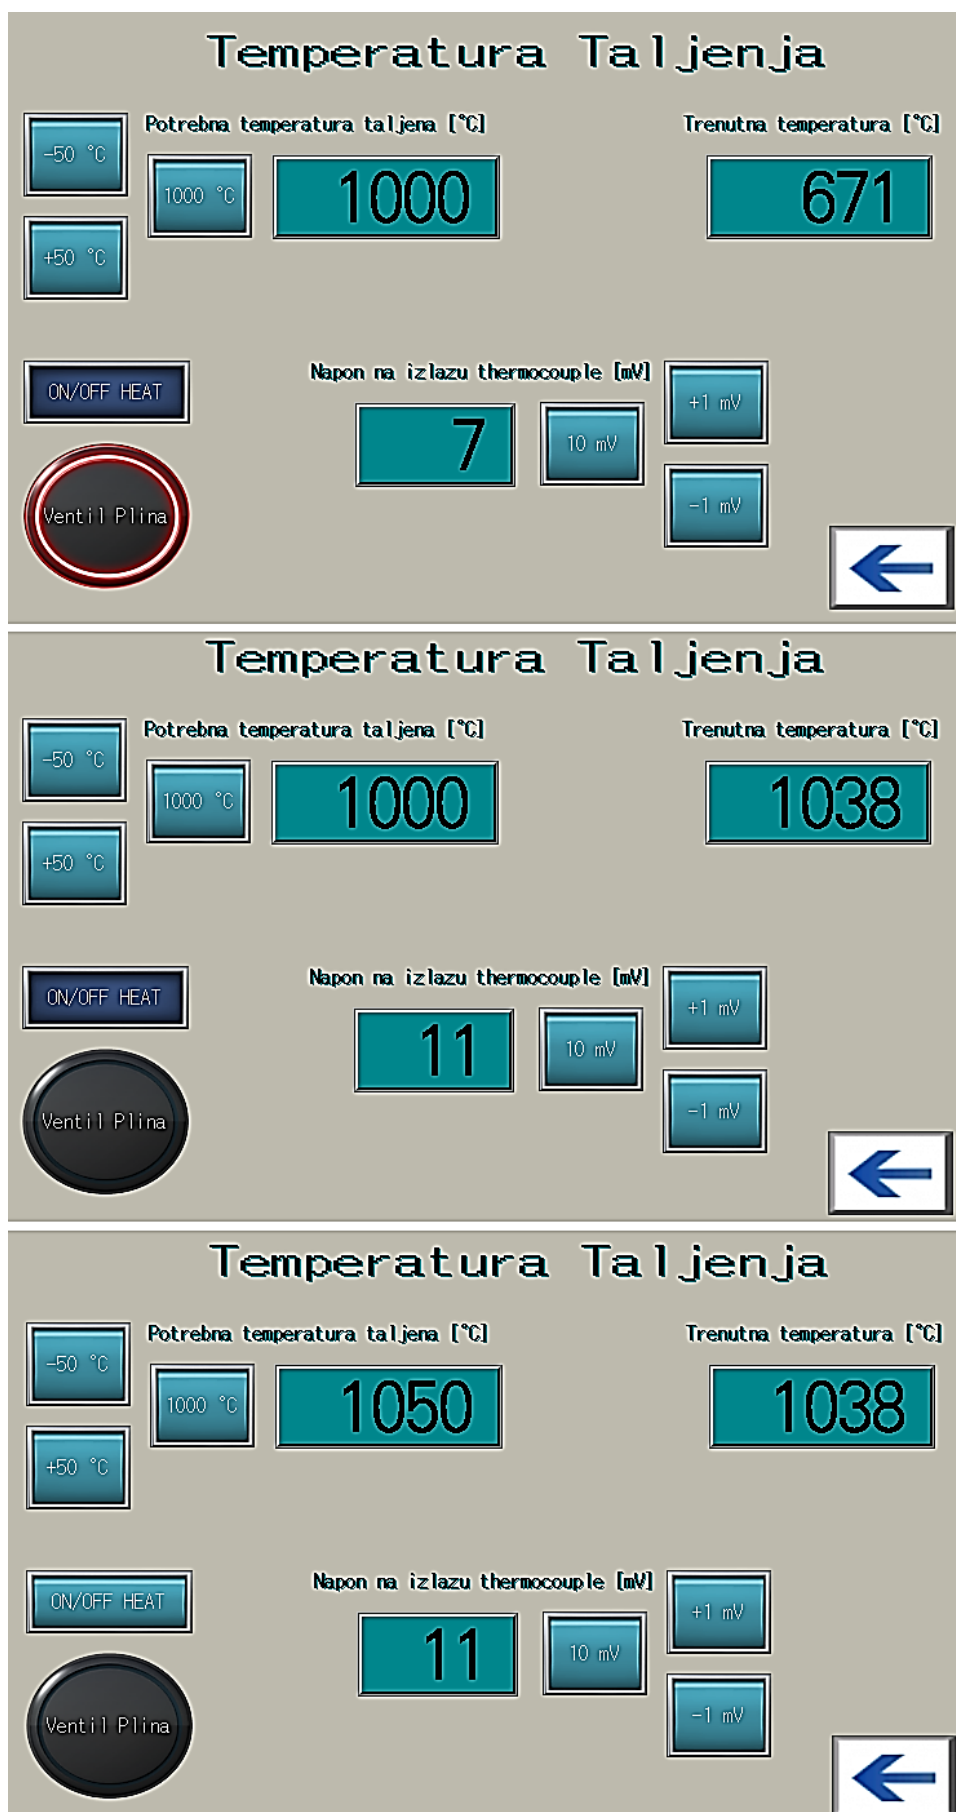 Temperatura Taljenja
Potrebna temperatura taljena [°C]
Trenutna temperatura [°C]
-50 °C
1000 °C
1000
671
+50 °C
ON/OFF HEAT
Napon na izlazu thermocouple [mV]
+1 mV
7
10 mV
Ventil Plina
-1 mV
Temperatura Taljenja
Potrebna temperatura taljena [°C]
Trenutna temperatura [°C]
-50 °C
1000 °C
1000
1038
+50 °C
ON/OFF HEAT
Napon na izlazu thermocouple [mV]
+1 mV
11
10 mV
Ventil Plina
-1 mV
Temperatura Taljenja
Potrebna temperatura taljena [°C]
Trenutna temperatura [°C]
-50 °C
1000 °C
1050
1038
+50 °C
ON/OFF HEAT
Napon na izlazu thermocouple [mV]
+1 mV
11
10 mV
Ventil Plina
-1 mV